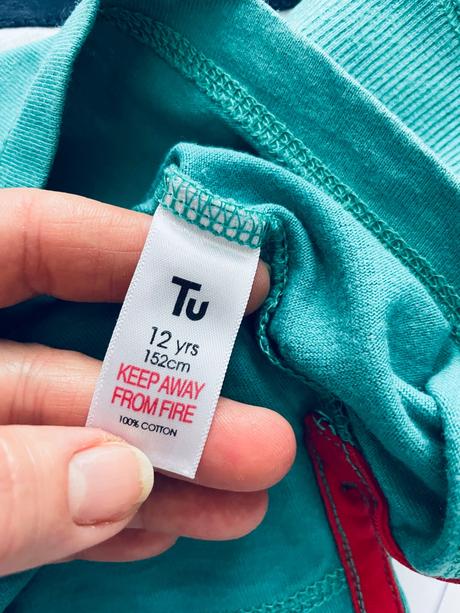 Tu
12 yrs
152cm
KEEP AWAY
FROM FIRE
100% COTTON